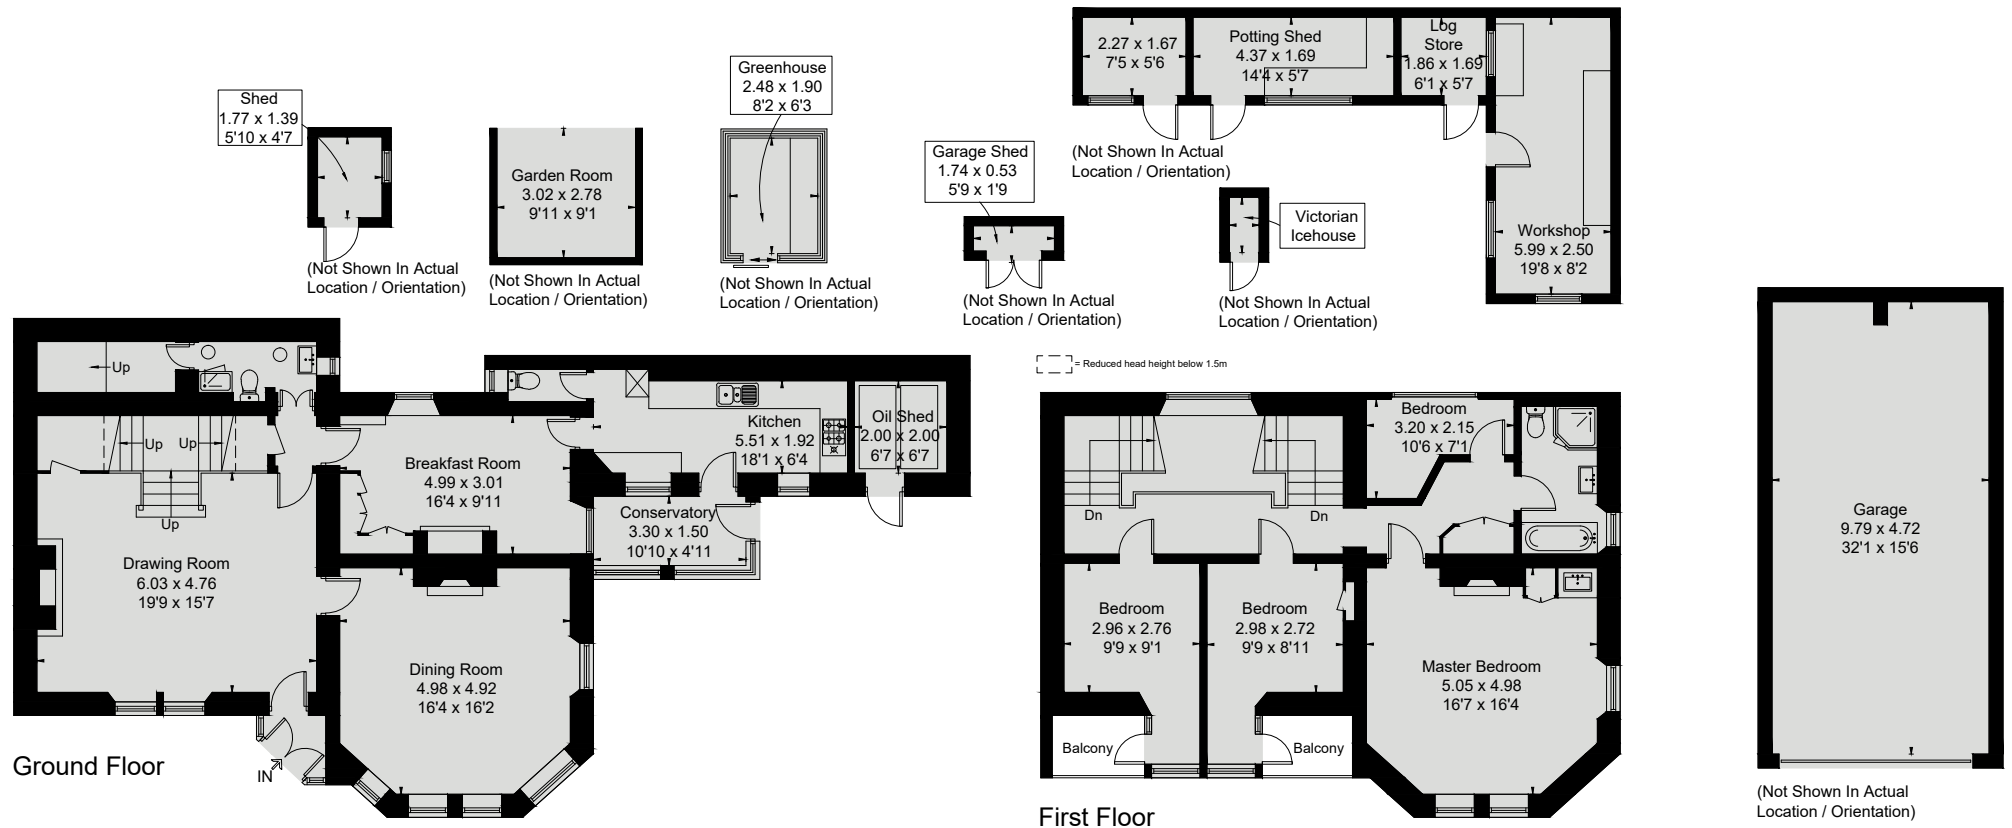 Shed
1.77 x 1.39
5'10 x 4'7
(Not Shown In Actual
Location / Orientation)
Garden Room
3.02 x 2.78
9'11 x 9'1
(Not Shown In Actual
Location / Orientation)
Greenhouse
2.48 x 1.90
8'2 x 6'3
(Not Shown In Actual
Location / Orientation)
Garage Shed
1.74 x 0.53
5'9 x 1'9
(Not Shown In Actual
Location / Orientation)
2.27 x 1.67
7'5 x 5'6
Potting Shed
4.37 x 1.69
14'4 x 5'7
Log
Store
1.86 x 1.69
6'1 x 5'7
(Not Shown In Actual
Location / Orientation)
Workshop
5.99 x 2.50
19'8 x 8'2
Victorian
Icehouse
(Not Shown In Actual
Location / Orientation)
= Reduced head height below 1.5m
Up
Up
Up
Up
Drawing Room
6.03 x 4.76
19'9 x 15'7
Breakfast Room
4.99 x 3.01
16'4 x 9'11
Kitchen
5.51 x 1.92
18'1 x 6'4
Oil Shed
2.00 x 2.00
6'7 x 6'7
Conservatory
3.30 x 1.50
10'10 x 4'11
Dining Room
4.98 x 4.92
16'4 x 16'2
IN
Ground Floor
Bedroom
3.20 x 2.15
10'6 x 7'1
Dn
Dn
Bedroom
2.96 x 2.76
9'9 x 9'1
Bedroom
2.98 x 2.72
9'9 x 8'11
Master Bedroom
5.05 x 4.98
16'7 x 16'4
Balcony
Balcony
First Floor
Garage
9.79 x 4.72
32'1 x 15'6
(Not Shown In Actual
Location / Orientation)